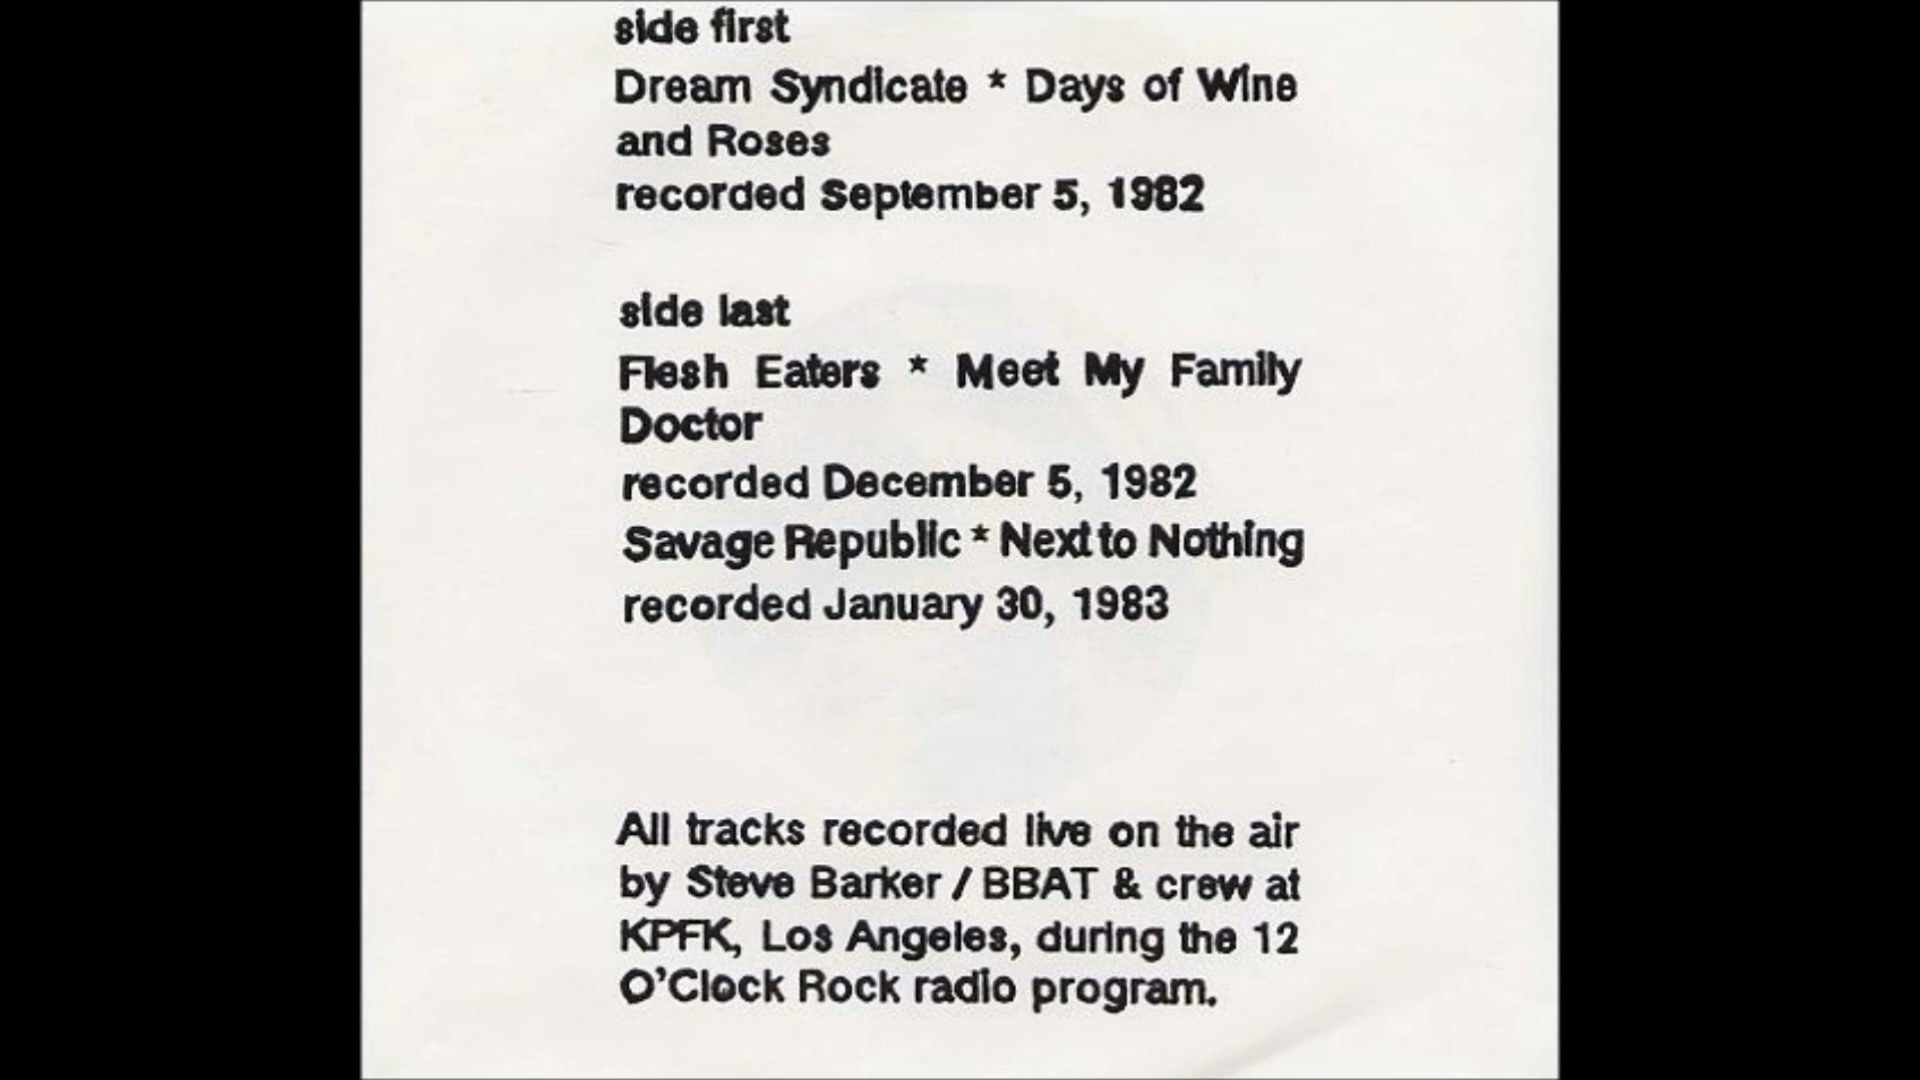 side first
Dream Syndicate * Days of Wine
and Roses
recorded September 5, 1982
side last
Flesh Eaters * Meet My Family
Doctor
recorded December 5, 1982
Savage Republic * Next to Nothing
recorded January 30, 1983
All tracks recorded live on the air
by Steve Barker / BBAT & crew at
KPFK, Los Angeles, during the 12
O'Clock Rock radio program.